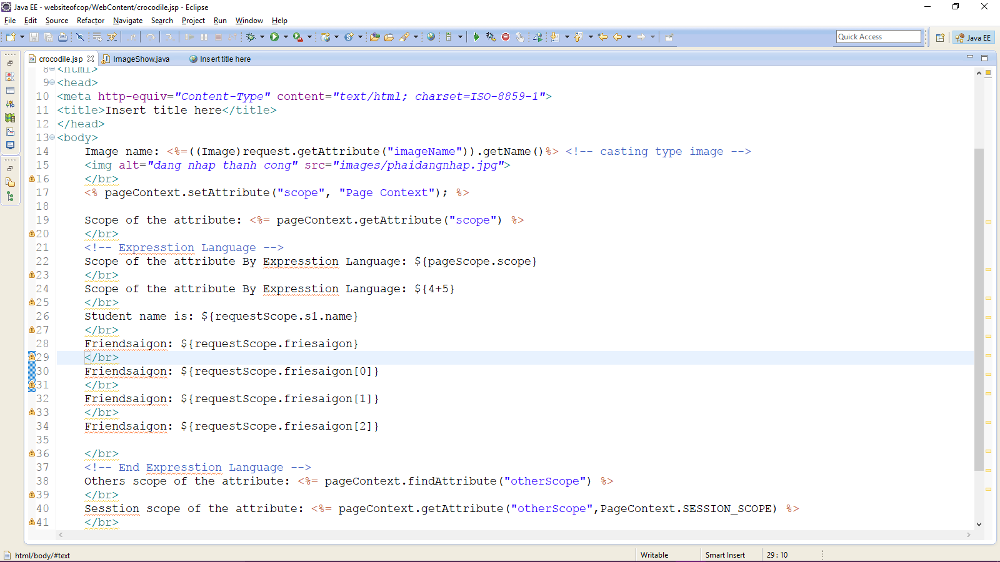 Java EE - websiteofcop/WebContent/crocodile.jsp - Eclipse
File Edit Source Refactor Navigate Search Project Run Window Help
Quick Access
Java EE
crocodile.jsp ImageShow.java Insert title here
8 <html>
9 <head>
10 <meta http-equiv="Content-Type" content="text/html; charset=ISO-8859-1">
11 <title>Insert title here</title>
12 </head>
13 <body>
14 Image name: <%=((Image)request.getAttribute("imageName")).getName()%> <!-- casting type image -->
15 <img alt="dang nhap thanh cong" src="images/phaidangnhap.jpg">
16 </br>
17 <% pageContext.setAttribute("scope", "Page Context"); %>
18
19 Scope of the attribute: <%= pageContext.getAttribute("scope") %>
20 </br>
21 <!-- Expresstion Language -->
22 Scope of the attribute By Expresstion Language: ${pageScope.scope}
23 </br>
24 Scope of the attribute By Expresstion Language: ${4+5}
25 </br>
26 Student name is: ${requestScope.s1.name}
27 </br>
28 Friendsaigon: ${requestScope.friesaigon}
29 </br>
30 Friendsaigon: ${requestScope.friesaigon[0]}
31 </br>
32 Friendsaigon: ${requestScope.friesaigon[1]}
33 </br>
34 Friendsaigon: ${requestScope.friesaigon[2]}
35
36 </br>
37 <!-- End Expresstion Language -->
38 Others scope of the attribute: <%= pageContext.findAttribute("otherScope") %>
39 </br>
40 Sesstion scope of the attribute: <%= pageContext.getAttribute("otherScope",PageContext.SESSION_SCOPE) %>
41 </br>
html/body/#text Writable Smart Insert 29 : 10